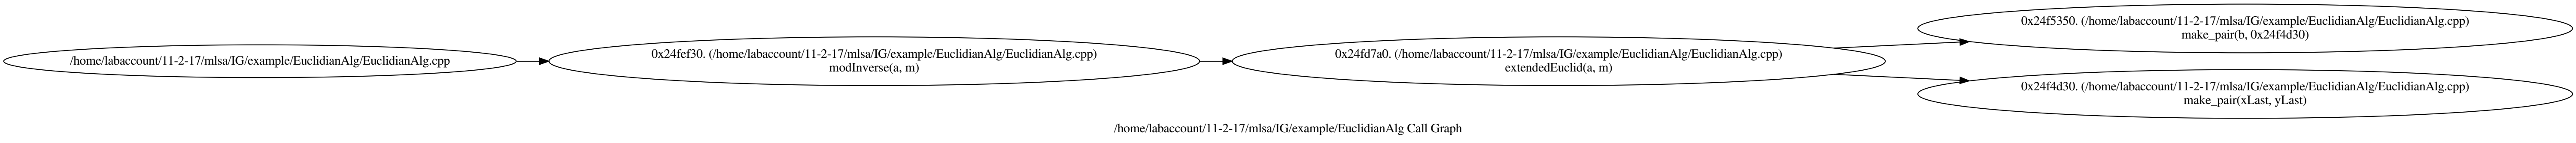 /home/labaccount/11-2-17/mlsa/IG/example/EuclidianAlg/EuclidianAlg.cpp
0x24fef30. (/home/labaccount/11-2-17/mlsa/IG/example/EuclidianAlg/EuclidianAlg.cpp)
modInverse(a, m)
0x24fd7a0. (/home/labaccount/11-2-17/mlsa/IG/example/EuclidianAlg/EuclidianAlg.cpp)
extendedEuclid(a, m)
0x24f5350. (/home/labaccount/11-2-17/mlsa/IG/example/EuclidianAlg/EuclidianAlg.cpp)
make_pair(b, 0x24f4d30)
0x24f4d30. (/home/labaccount/11-2-17/mlsa/IG/example/EuclidianAlg/EuclidianAlg.cpp)
make_pair(xLast, yLast)
/home/labaccount/11-2-17/mlsa/IG/example/EuclidianAlg Call Graph